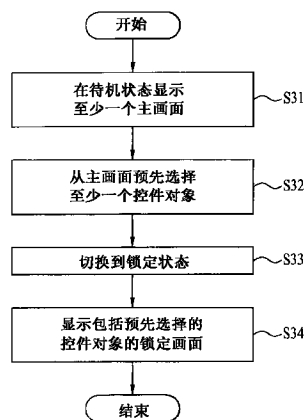 开始
在待机状态显示
至少一个主画面
S31
从主画面预先选择
至少一个控件对象
S32
切换到锁定状态
S33
显示包括预先选择的
控件对象的锁定画面
S34
结束